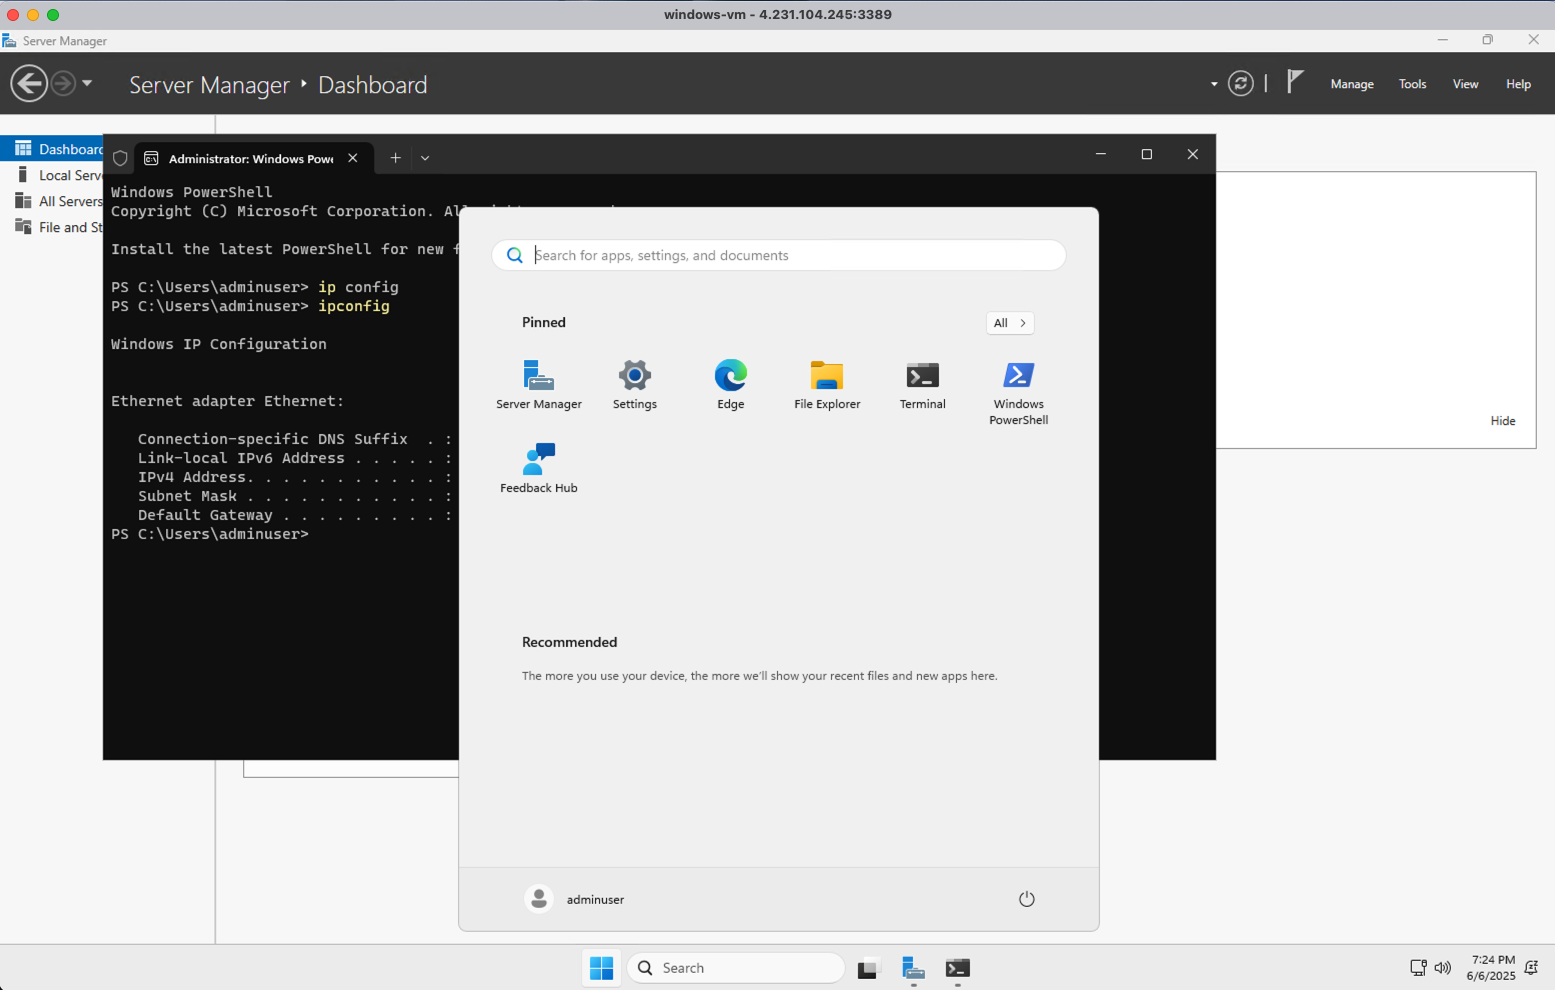 windows-vm - 4.231.104.245:3389
Server Manager
Server Manager
Dashboard
Manage
Tools
View
Help
Dashboard
Local Serv
All Servers
File and St
Administrator: Windows Powe
Windows PowerShell
Copyright (C) Microsoft Corporation.
Install the latest PowerShell for new f
PS C:\Users\adminuser> ip config
PS C:\Users\adminuser> ipconfig
Windows IP Configuration
Ethernet adapter Ethernet:
Connection-specific DNS Suffix  . :
Link-local IPv6 Address . . . . . :
IPv4 Address. . . . . . . . . . . :
Subnet Mask . . . . . . . . . . . :
Default Gateway . . . . . . . . . :
PS C:\Users\adminuser>
Search for apps, settings, and documents
Pinned
All
Server Manager
Settings
Edge
File Explorer
Terminal
Windows
PowerShell
Feedback Hub
Hide
Recommended
The more you use your device, the more we'll show your recent files and new apps here.
adminuser
Search
7:24 PM
6/6/2025